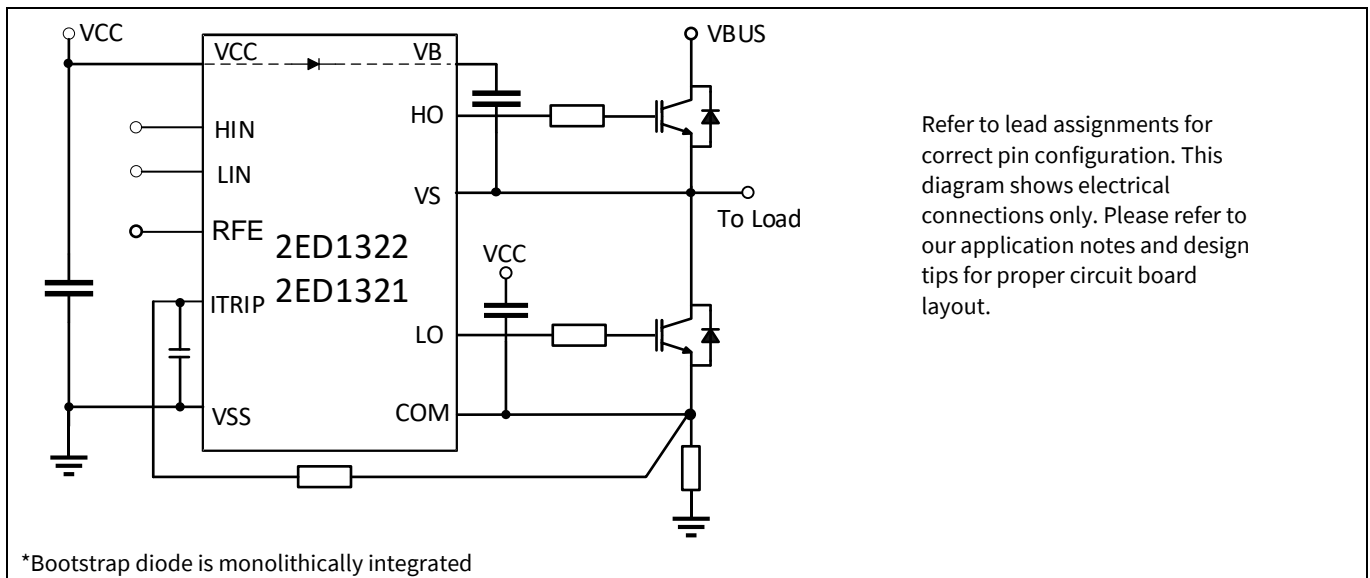 VCC
VBUS
VCC
VB
HO
HIN
LIN
VS
RFE
To Load
2ED1322
2ED1321
VCC
ITRIP
LO
VSS
COM
Refer to lead assignments for
correct pin configuration. This
diagram shows electrical
connections only. Please refer to
our application notes and design
tips for proper circuit board
layout.
*Bootstrap diode is monolithically integrated